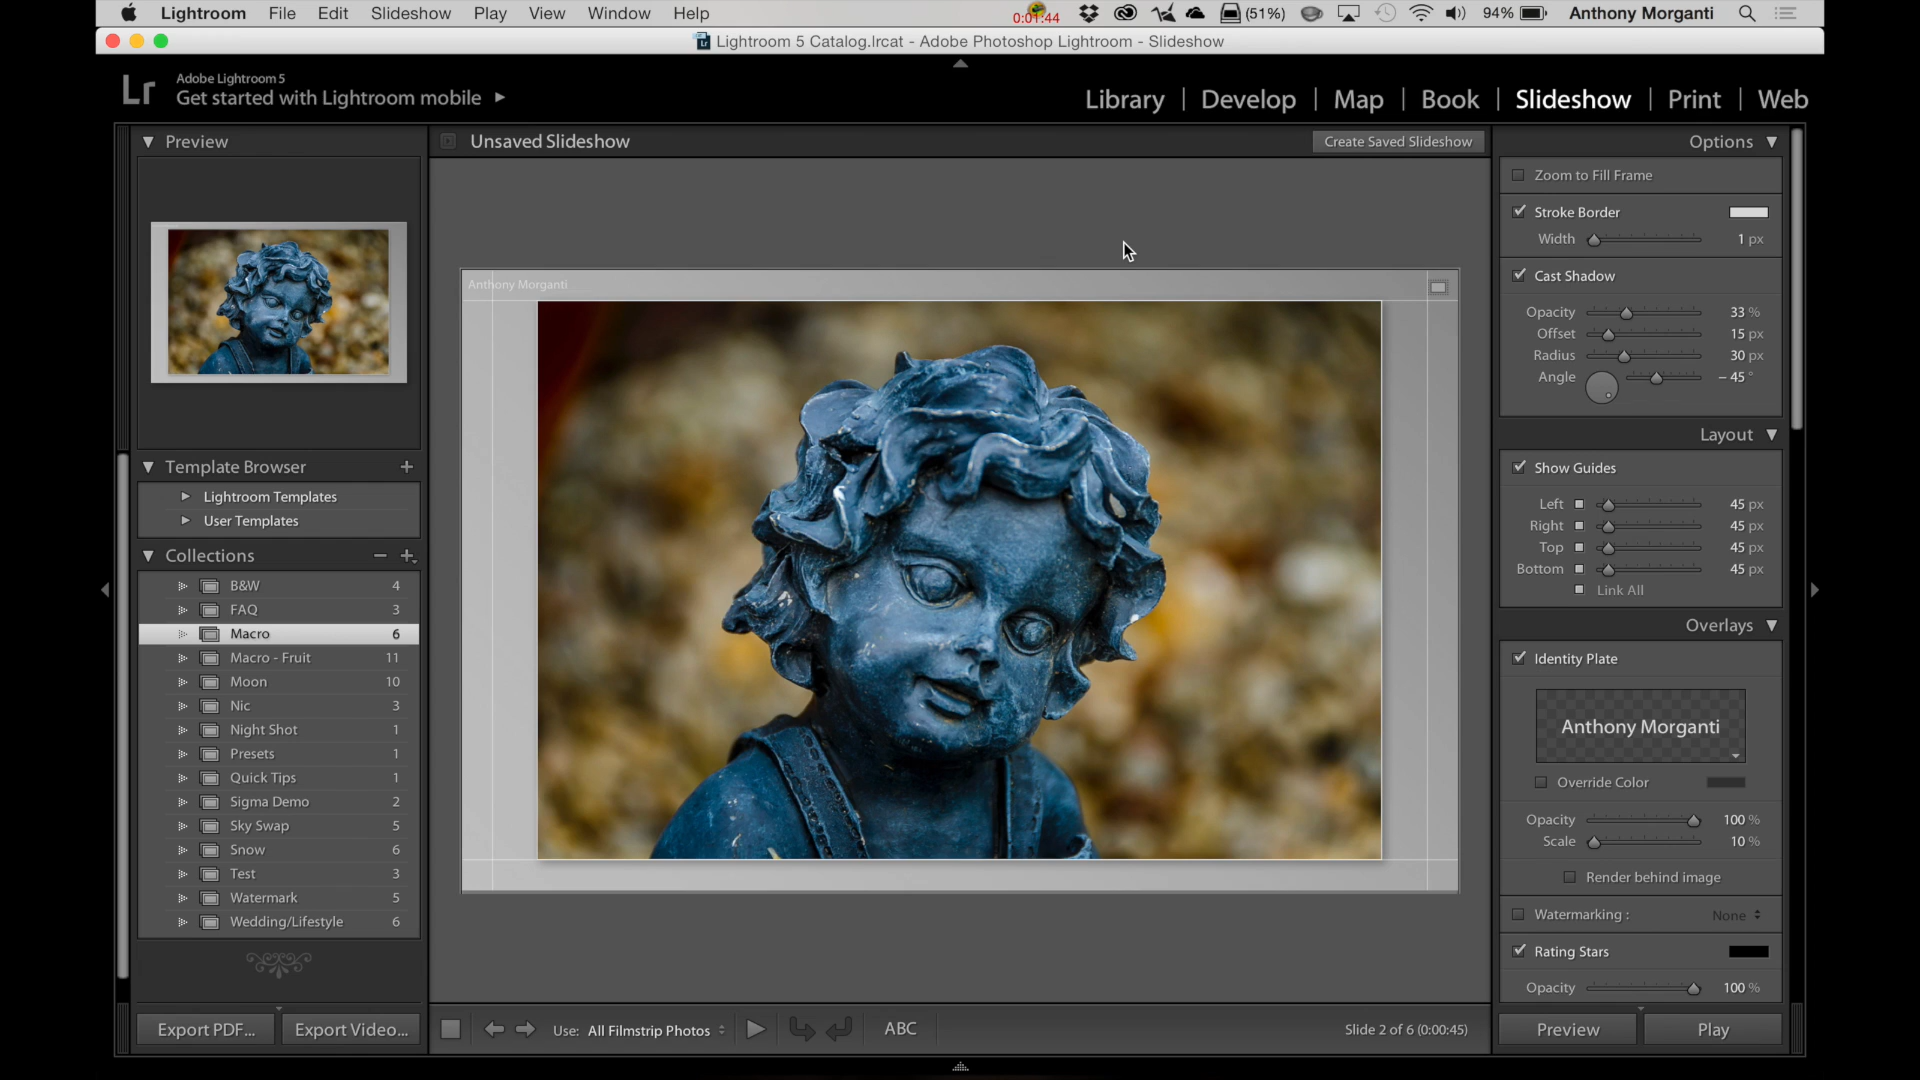 Lightroom File Edit Slideshow Play View Window Help 0:01:44 (51%) 94% Anthony Morganti
Lightroom 5 Catalog.lrcat - Adobe Photoshop Lightroom - Slideshow
Lr Adobe Lightroom 5
Get started with Lightroom mobile
Library | Develop | Map | Book | Slideshow | Print | Web
Preview
Unsaved Slideshow
Create Saved Slideshow
Options
Zoom to Fill Frame
Stroke Border
Width 1 px
Cast Shadow
Opacity 33 %
Offset 15 px
Radius 30 px
Angle – 45 °
Layout
Show Guides
Left 45 px
Right 45 px
Top 45 px
Bottom 45 px
Link All
Overlays
Identity Plate
Anthony Morganti
Override Color
Opacity 100 %
Scale 10 %
Render behind image
Watermarking : None
Rating Stars
Opacity 100 %
Preview Play
Anthony Morganti
Template Browser
Lightroom Templates
User Templates
Collections
B&W 4
FAQ 3
Macro 6
Macro - Fruit 11
Moon 10
Nic 3
Night Shot 1
Presets 1
Quick Tips 1
Sigma Demo 2
Sky Swap 5
Snow 6
Test 3
Watermark 5
Wedding/Lifestyle 6
Export PDF... Export Video...
Use: All Filmstrip Photos ABC Slide 2 of 6 (0:00:45)